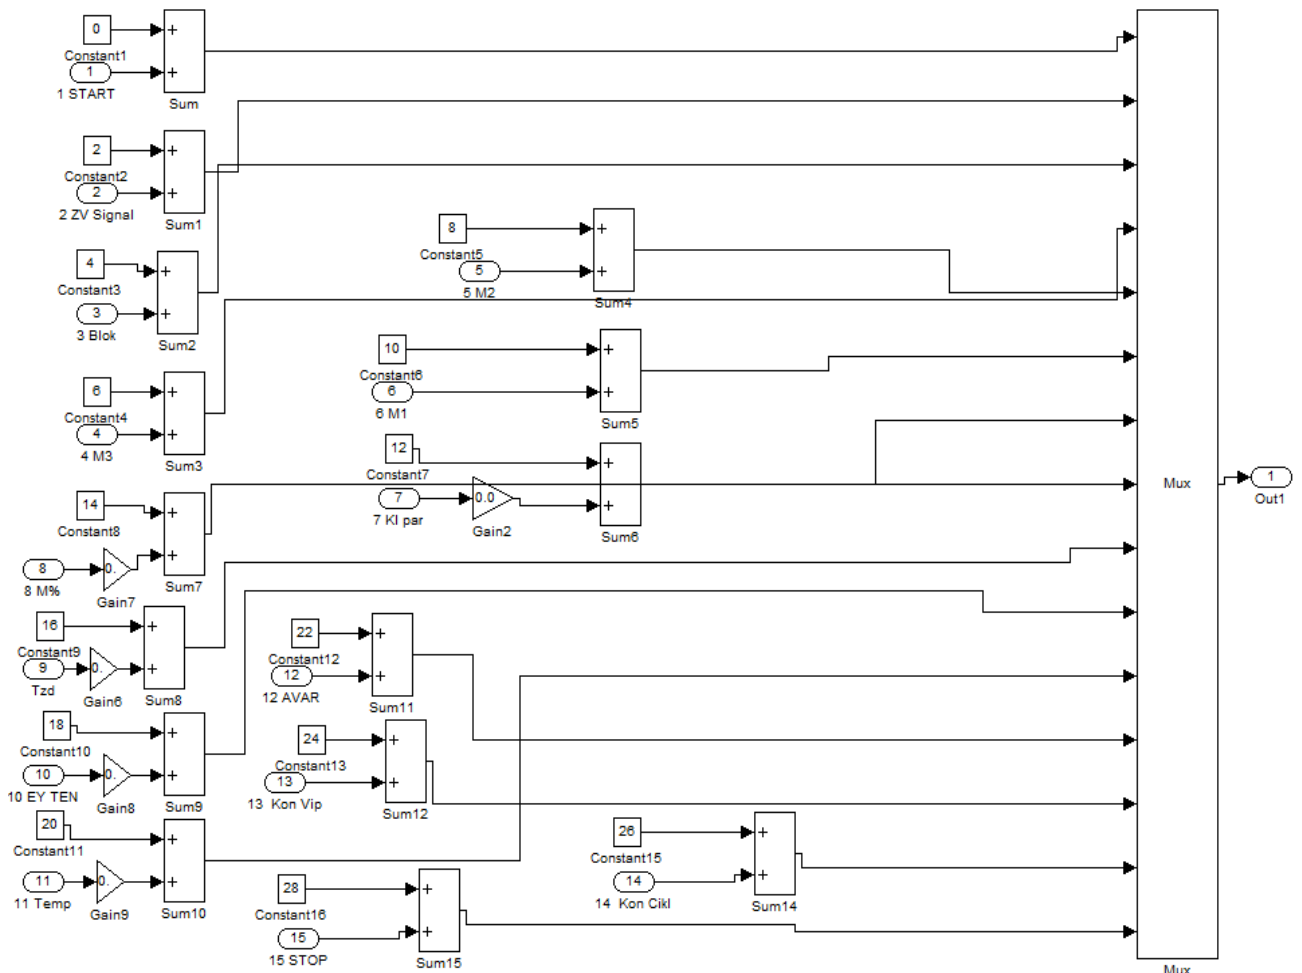 0
+
Constant1
1
+
1 START
Sum
2
+
Constant2
2
+
2 ZV Signal
Sum1
4
+
Constant3
3
+
3 Blok
Sum2
6
+
Constant4
4
+
4 M3
Sum3
8
+
Constant5
5
+
5 M2
Sum4
10
+
Constant6
6
+
6 M1
Sum5
12
+
Constant7
7
0.0
+
7 KI par
Gain2
Sum6
14
+
Constant8
8
0.
+
8 M%
Gain7
Sum7
16
+
Constant9
9
0.
+
Tzd
Gain6
Sum8
18
+
Constant10
10
0.
+
10 EY TEN
Gain8
Sum9
20
+
Constant11
11
0.
+
11 Temp
Gain9
Sum10
22
+
Constant12
12
+
12 AVAR
Sum11
24
+
Constant13
13
+
13 Kon Vip
Sum12
26
+
Constant15
14
+
14 Kon Cikl
Sum14
28
+
Constant16
15
+
15 STOP
Sum15
Mux
Mux
1
Out1